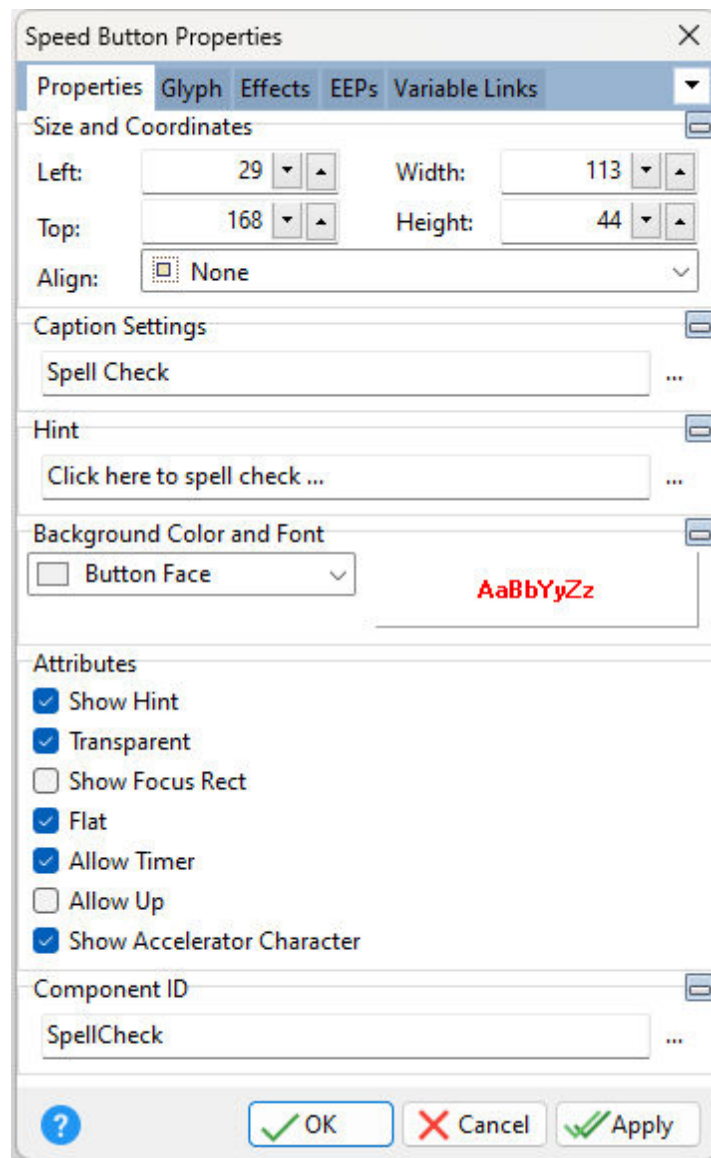 Speed Button Properties
Properties Glyph Effects EEPs Variable Links
Size and Coordinates
Left: 29 Width: 113
Top: 168 Height: 44
Align: None
Caption Settings
Spell Check ...
Hint
Click here to spell check ... ...
Background Color and Font
Button Face AaBbYyZz
Attributes
Show Hint
Transparent
Show Focus Rect
Flat
Allow Timer
Allow Up
Show Accelerator Character
Component ID
SpellCheck ...
? OK Cancel Apply